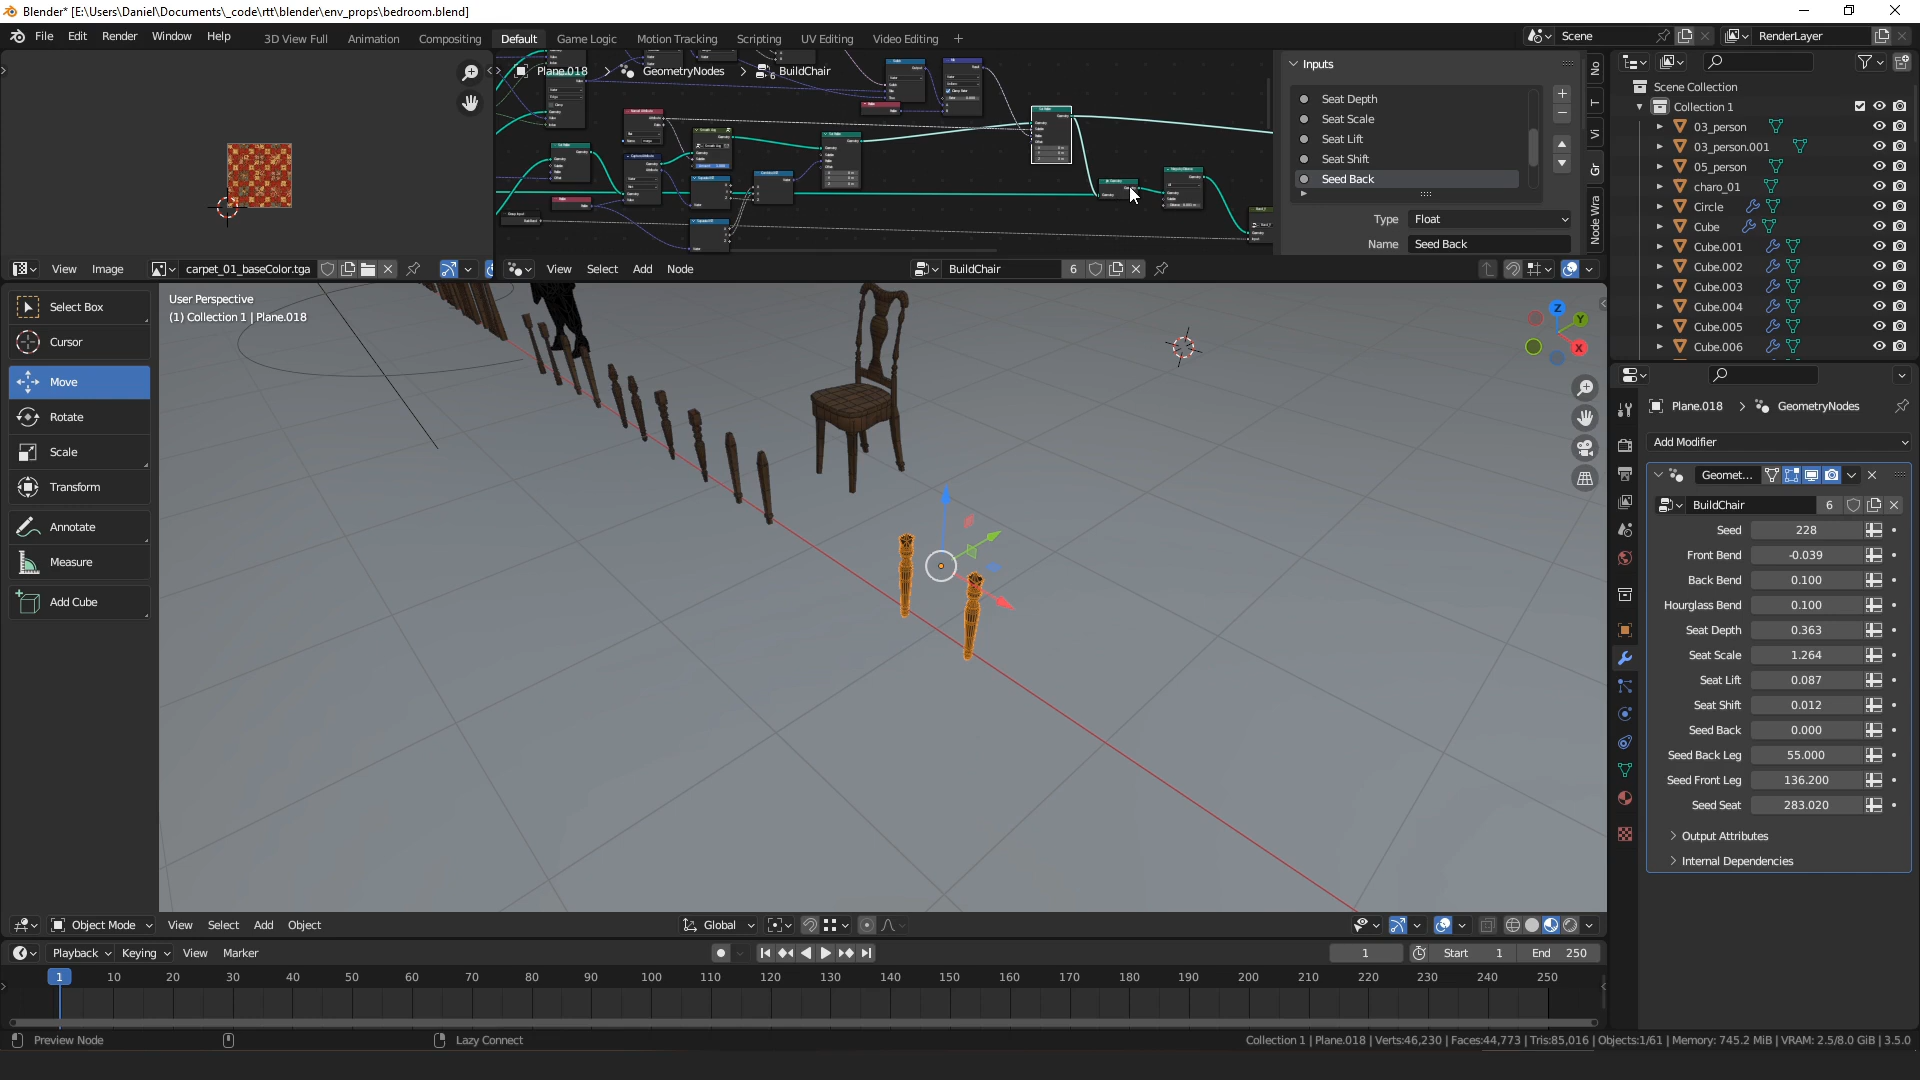 Blender* [E:\Users\Daniel\Documents\_code\rtt\blender\env_props\bedroom.blend]
File Edit Render Window Help 3D View Full Animation Compositing Default Game Logic Motion Tracking Scripting UV Editing Video Editing + Scene RenderLayer
Plane.018 > GeometryNodes > BuildChair
Inputs
Seat Depth
Seat Scale
Seat Lift
Seat Shift
Seed Back
Type Float
Name Seed Back
No
T
Vi
Gr
Node Wra
Scene Collection
Collection 1
03_person
03_person.001
05_person
charo_01
Circle
Cube
Cube.001
Cube.002
Cube.003
Cube.004
Cube.005
Cube.006
View Image carpet_01_baseColor.tga View Select Add Node BuildChair 6
Select Box
Cursor
Move
Rotate
Scale
Transform
Annotate
Measure
Add Cube
User Perspective
(1) Collection 1 | Plane.018
Z
Y
X
Plane.018 > GeometryNodes
Add Modifier
Geomet...
BuildChair 6
Seed 228
Front Bend -0.039
Back Bend 0.100
Hourglass Bend 0.100
Seat Depth 0.363
Seat Scale 1.264
Seat Lift 0.087
Seat Shift 0.012
Seed Back 0.000
Seed Back Leg 55.000
Seed Front Leg 136.200
Seed Seat 283.020
Output Attributes
Internal Dependencies
Object Mode View Select Add Object Global
Playback Keying View Marker 1 Start 1 End 250
1 10 20 30 40 50 60 70 80 90 100 110 120 130 140 150 160 170 180 190 200 210 220 230 240 250
Preview Node Lazy Connect Collection 1 | Plane.018 | Verts:46,230 | Faces:44,773 | Tris:85,016 | Objects:1/61 | Memory: 745.2 MiB | VRAM: 2.5/8.0 GiB | 3.5.0